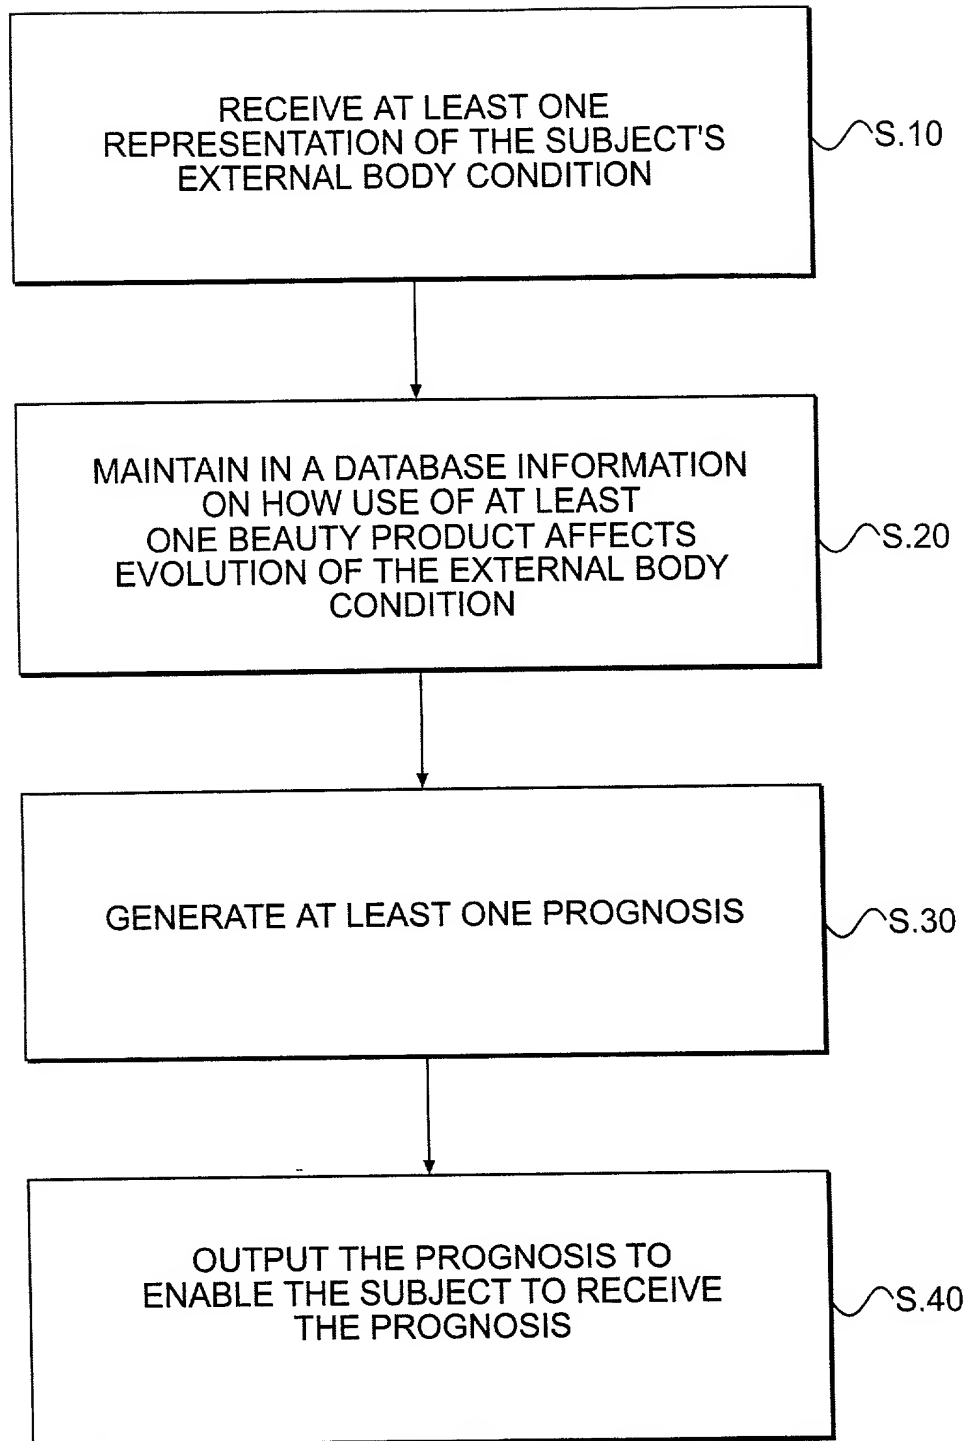 RECEIVE AT LEAST ONE
REPRESENTATION OF THE SUBJECT'S
EXTERNAL BODY CONDITION
S.10
MAINTAIN IN A DATABASE INFORMATION
ON HOW USE OF AT LEAST
ONE BEAUTY PRODUCT AFFECTS
EVOLUTION OF THE EXTERNAL BODY
CONDITION
S.20
GENERATE AT LEAST ONE PROGNOSIS
S.30
OUTPUT THE PROGNOSIS TO
ENABLE THE SUBJECT TO RECEIVE
THE PROGNOSIS
S.40